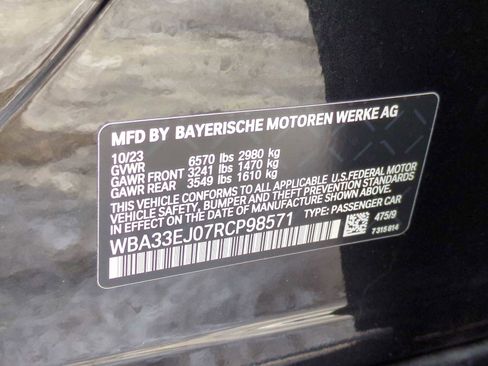 MFD BY BAYERISCHE MOTOREN WERKE AG
10/23
GVWR 6570 lbs 2980 kg
GAWR FRONT 3241 lbs 1470 kg
GAWR REAR 3549 lbs 1610 kg
THIS VEHICLE CONFORMS TO ALL APPLICABLE U.S.FEDERAL MOTOR
VEHICLE SAFETY, BUMPER AND THEFT PREVENTION STANDARDS
IN EFFECT ON THE DATE OF MANUFACTURE SHOWN ABOVE.
WBA33EJ07RCP98571 TYPE: PASSENGER CAR
475/9
7 315 614